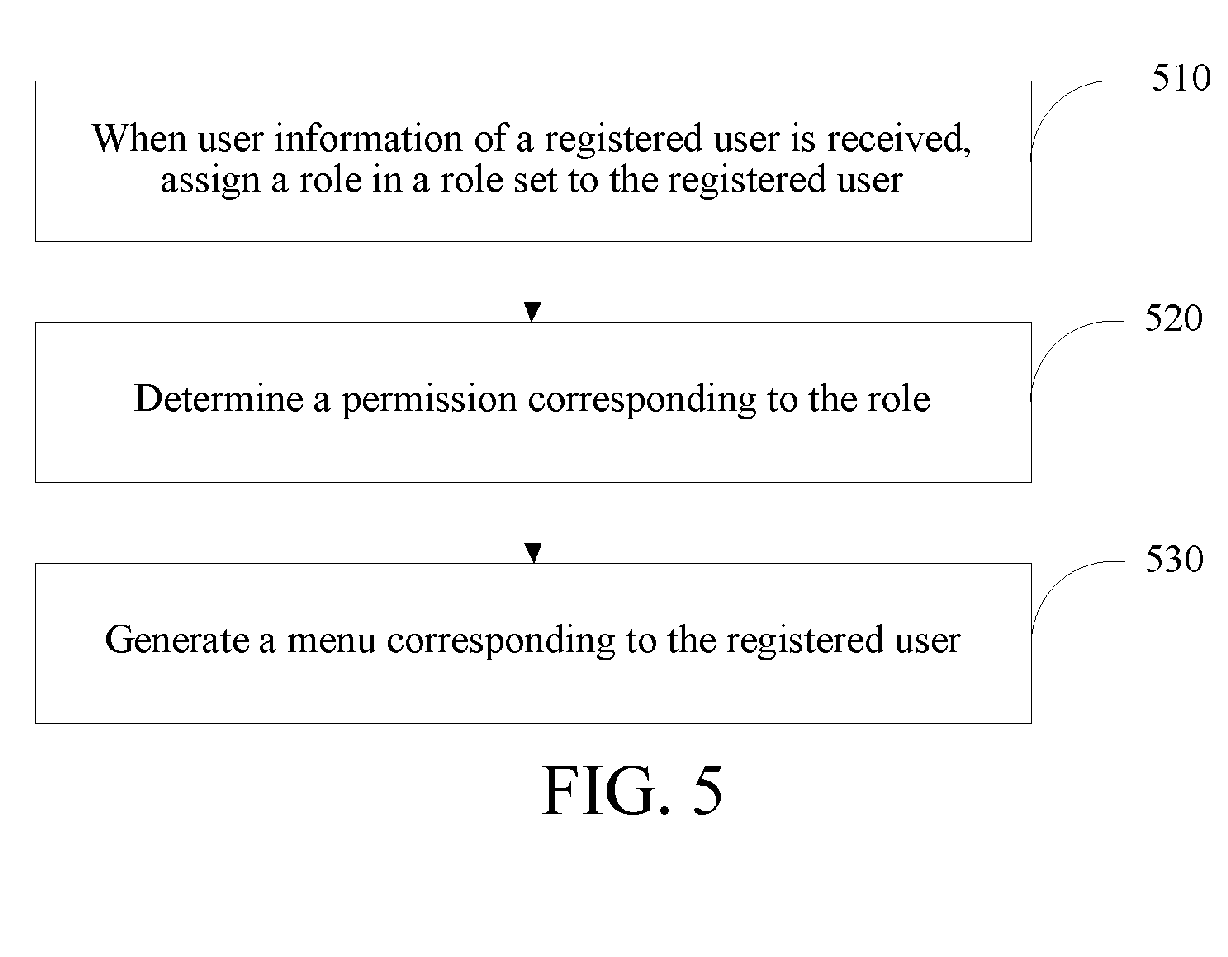 510
When user information of a registered user is received,
assign a role in a role set to the registered user
520
Determine a permission corresponding to the role
530
Generate a menu corresponding to the registered user
FIG. 5